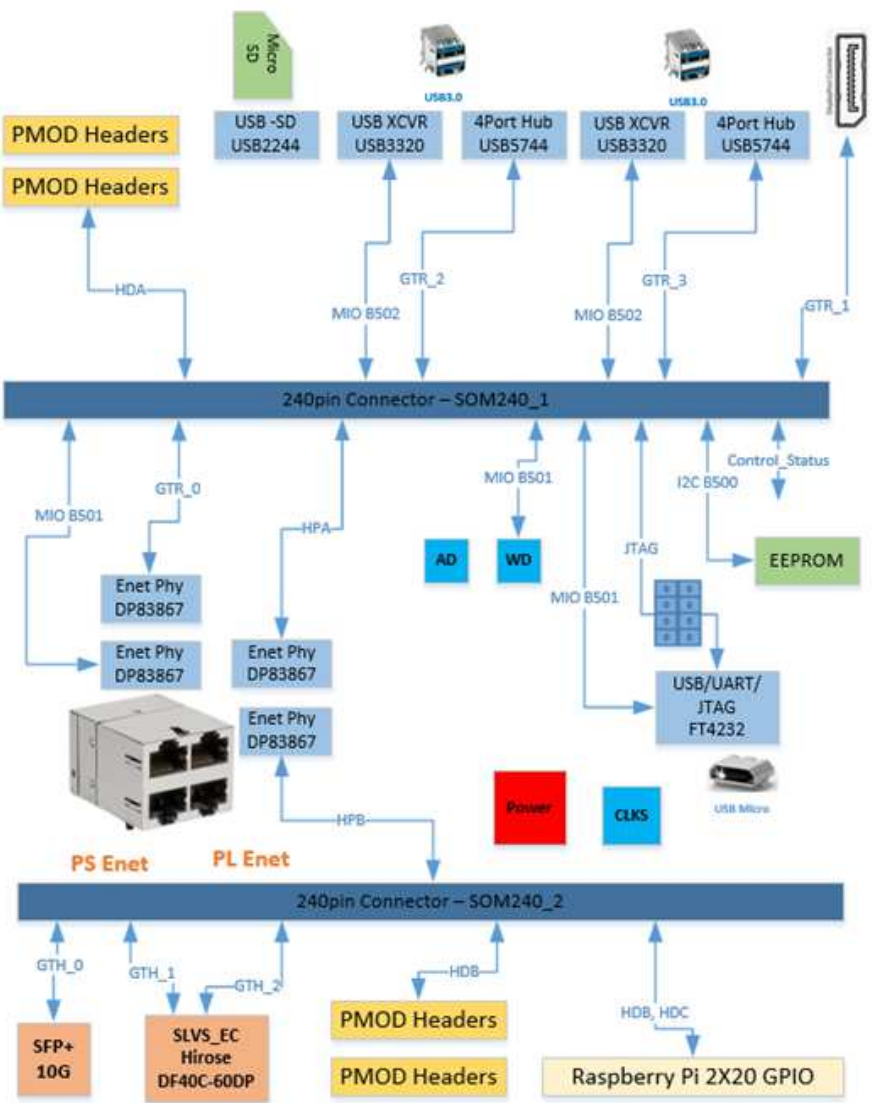 Micro
SD
USB3.0
USB3.0
DisplayPort Connector
PMOD Headers
PMOD Headers
USB -SD
USB2244
USB XCVR
USB3320
4Port Hub
USB5744
USB XCVR
USB3320
4Port Hub
USB5744
HDA
MIO B502
GTR_2
MIO B502
GTR_3
GTR_1
240pin Connector – SOM240_1
MIO B501
GTR_0
HPA
MIO B501
MIO B501
JTAG
I2C B500
Control_Status
AD
WD
EEPROM
Enet Phy
DP83867
Enet Phy
DP83867
Enet Phy
DP83867
Enet Phy
DP83867
USB/UART/
JTAG
FT4232
USB Micro
Power
CLKS
HPB
PS Enet
PL Enet
240pin Connector – SOM240_2
GTH_0
GTH_1
GTH_2
HDB
HDB, HDC
SFP+
10G
SLVS_EC
Hirose
DF40C-60DP
PMOD Headers
PMOD Headers
Raspberry Pi 2X20 GPIO